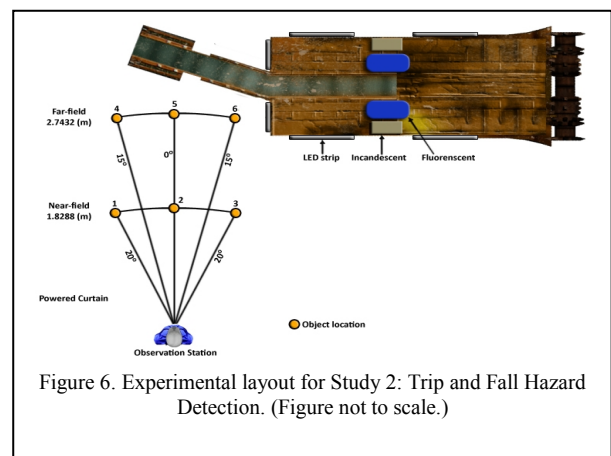 4
5
6
Far-field
2.7432 (m)
15°
0°
15°
LED strip
Incandescent
Fluorenscent
Near-field
1.8288 (m)
1
2
3
20°
20°
Powered Curtain
Object location
Observation Station
Figure 6. Experimental layout for Study 2: Trip and Fall Hazard
Detection. (Figure not to scale.)